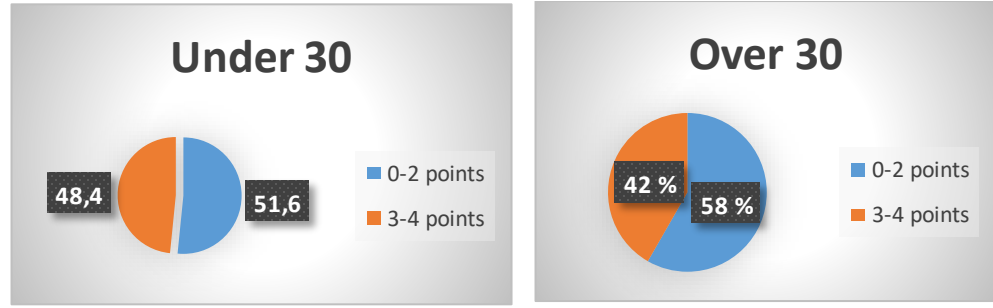 Under 30
48,4
51,6
0-2 points
3-4 points
Over 30
42 %
58 %
0-2 points
3-4 points